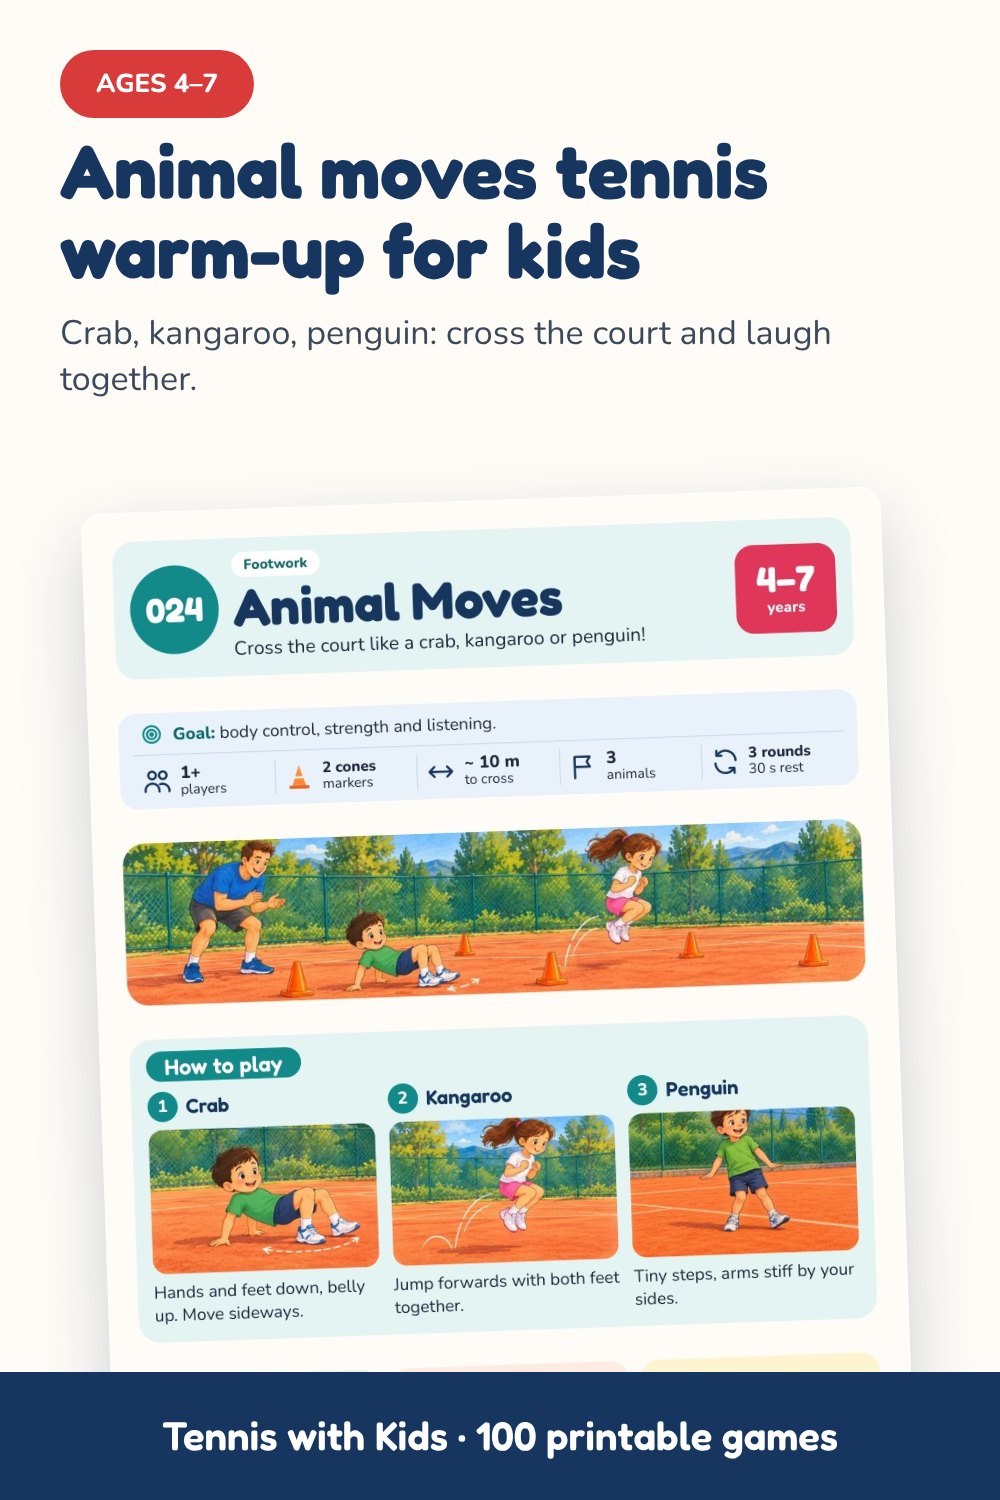 AGES 4–7
Animal moves tennis
warm-up for kids
Crab, kangaroo, penguin: cross the court and laugh
together.
024
Footwork
Animal Moves
Cross the court like a crab, kangaroo or penguin!
4–7
years
Goal: body control, strength and listening.
1+
players
2 cones
markers
~ 10 m
to cross
3
animals
3 rounds
30 s rest
How to play
1 Crab
2 Kangaroo
3 Penguin
Hands and feet down, belly
up. Move sideways.
Jump forwards with both feet
together.
Tiny steps, arms stiff by your
sides.
Tennis with Kids · 100 printable games